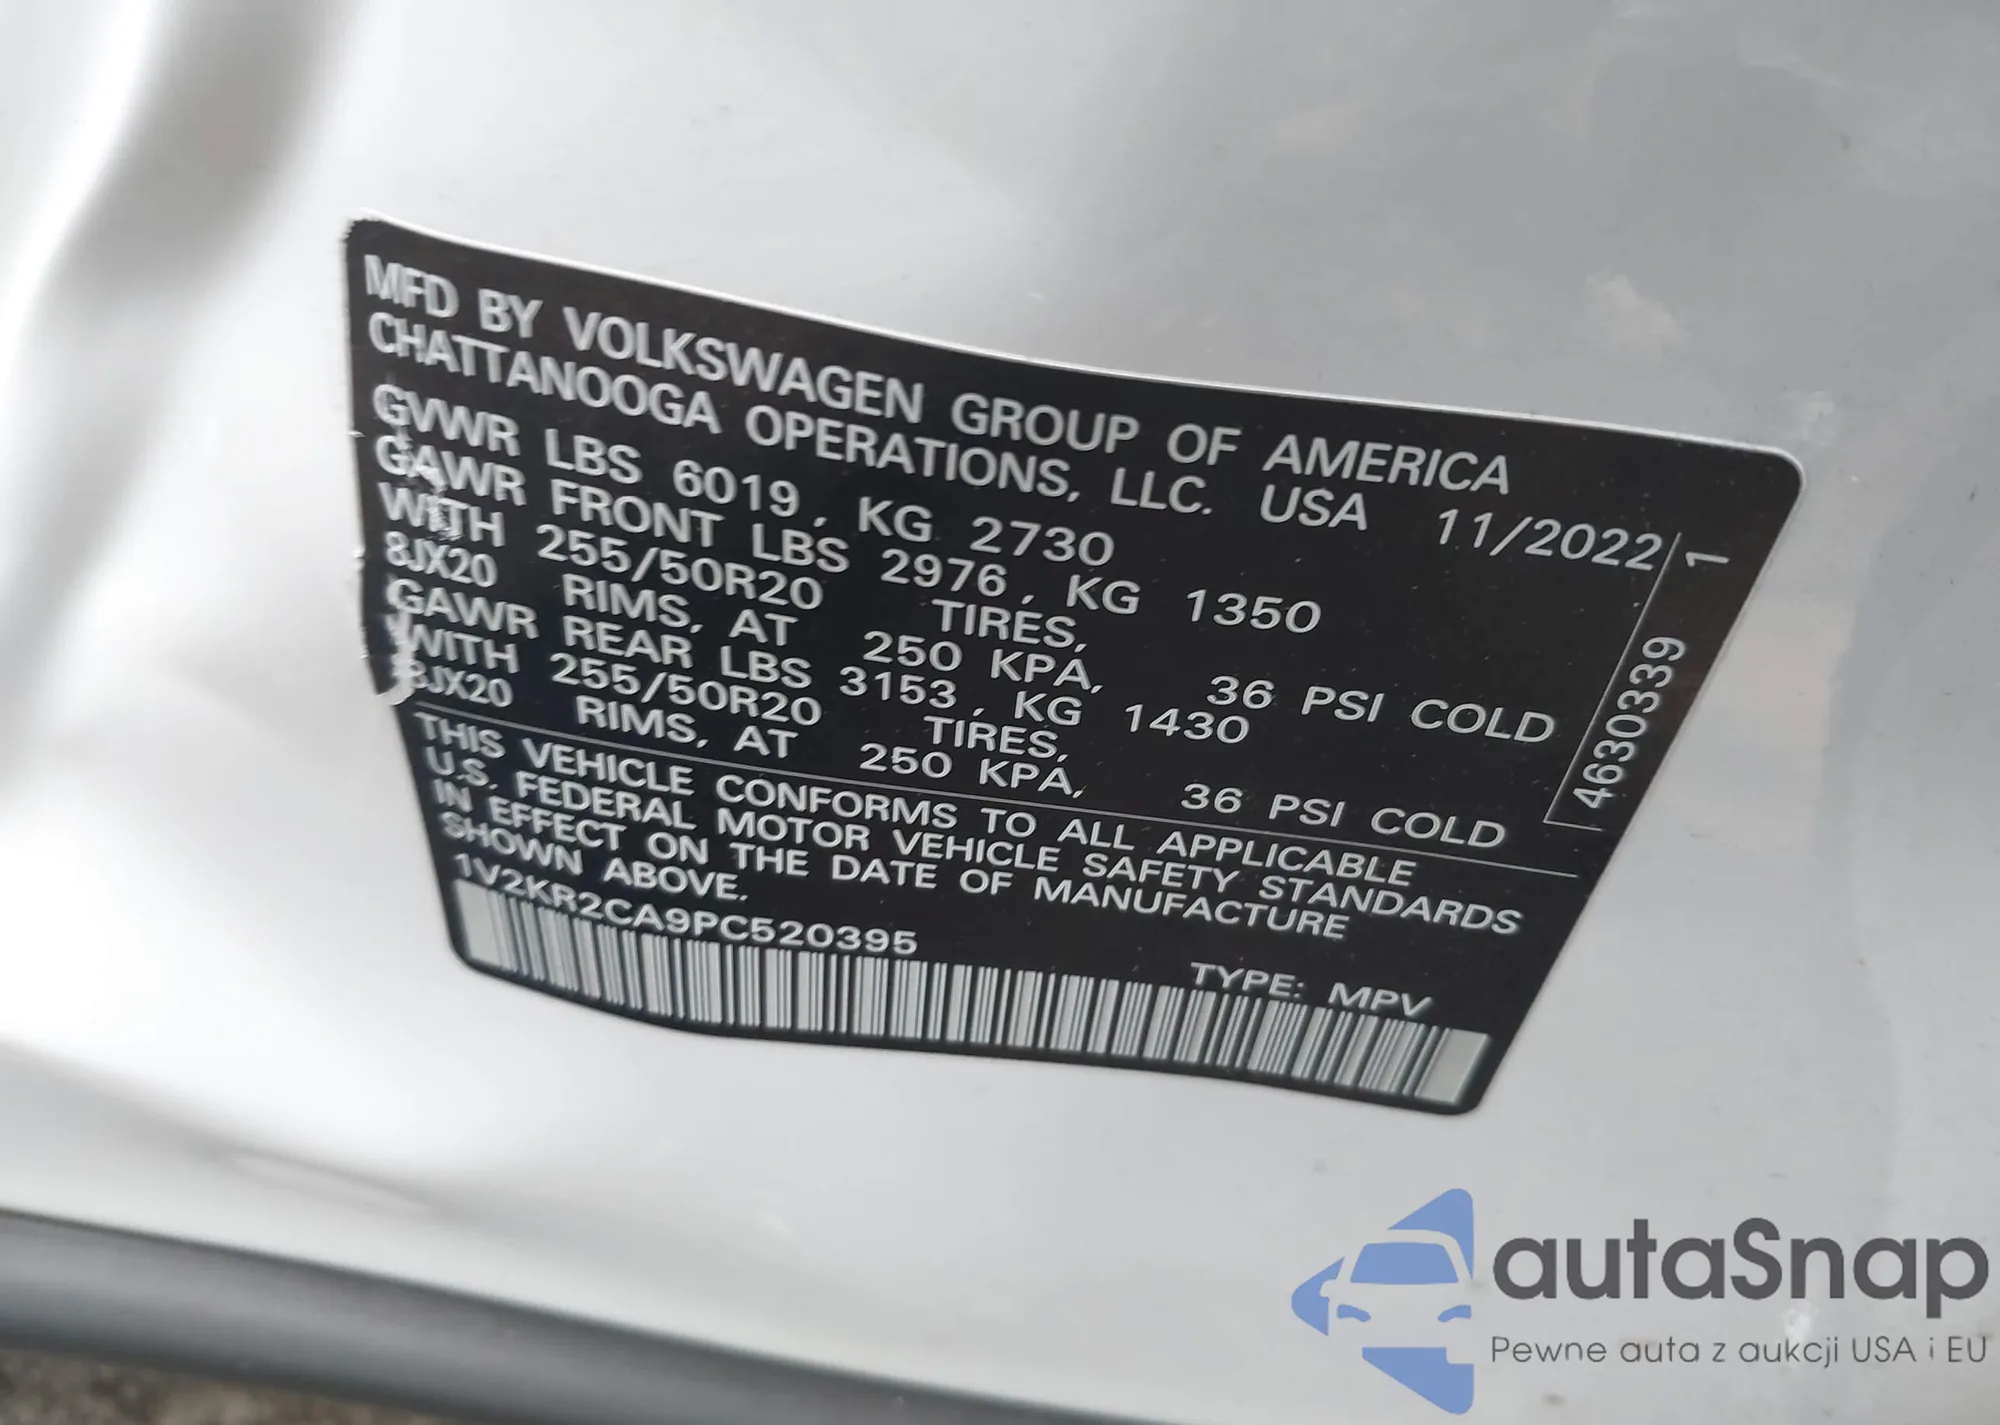 MFD BY VOLKSWAGEN GROUP OF AMERICA
CHATTANOOGA OPERATIONS, LLC. USA 11/2022
GVWR LBS 6019, KG 2730
GAWR FRONT LBS 2976, KG 1350
WITH 255/50R20 TIRES,
8JX20 RIMS, AT 250 KPA, 36 PSI COLD
GAWR REAR LBS 3153, KG 1430
WITH 255/50R20 TIRES,
8JX20 RIMS, AT 250 KPA, 36 PSI COLD
4630339 1
THIS VEHICLE CONFORMS TO ALL APPLICABLE
U.S. FEDERAL MOTOR VEHICLE SAFETY STANDARDS
IN EFFECT ON THE DATE OF MANUFACTURE
SHOWN ABOVE.
1V2KR2CA9PC520395 TYPE: MPV
autaSnap
Pewne auta z aukcji USA i EU